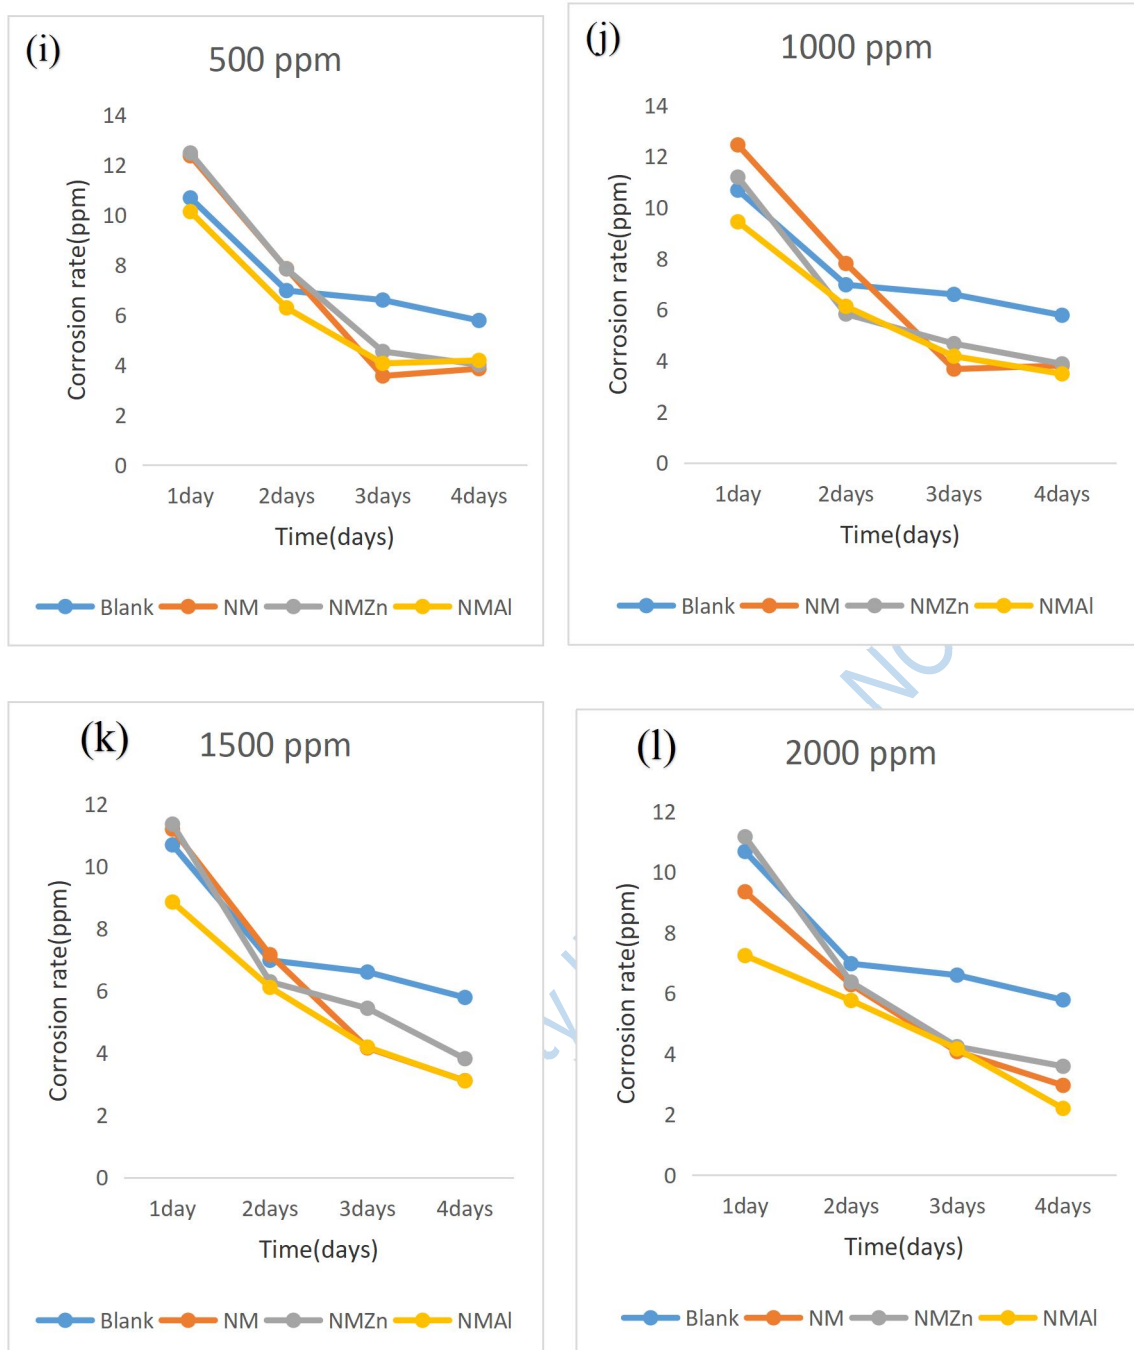 (i)
500 ppm
14
12
10
8
6
4
2
0
Corrosion rate(ppm)
1day 2days 3days 4days
Time(days)
Blank NM NMZn NMAl
(j)
1000 ppm
14
12
10
8
6
4
2
0
Corrosion rate(ppm)
1day 2days 3days 4days
Time(days)
Blank NM NMZn NMAl
(k)
1500 ppm
12
10
8
6
4
2
0
Corrosion rate(ppm)
1day 2days 3days 4days
Time(days)
Blank NM NMZn NMAl
(l)
2000 ppm
12
10
8
6
4
2
0
Corrosion rate(ppm)
1day 2days 3days 4days
Time(days)
Blank NM NMZn NMAl